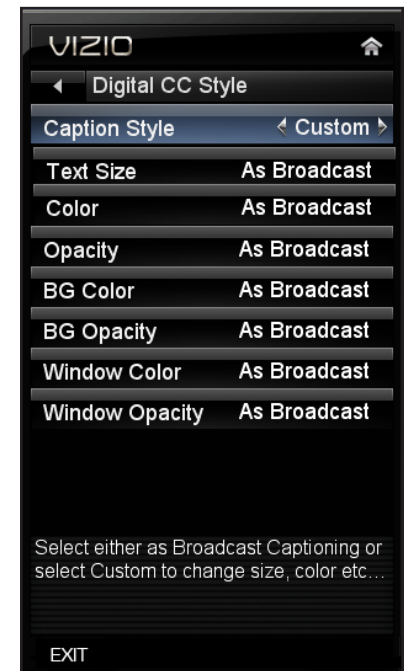 VIZIO
Digital CC Style
Caption Style Custom
Text Size As Broadcast
Color As Broadcast
Opacity As Broadcast
BG Color As Broadcast
BG Opacity As Broadcast
Window Color As Broadcast
Window Opacity As Broadcast
Select either as Broadcast Captioning or
select Custom to change size, color etc...
EXIT